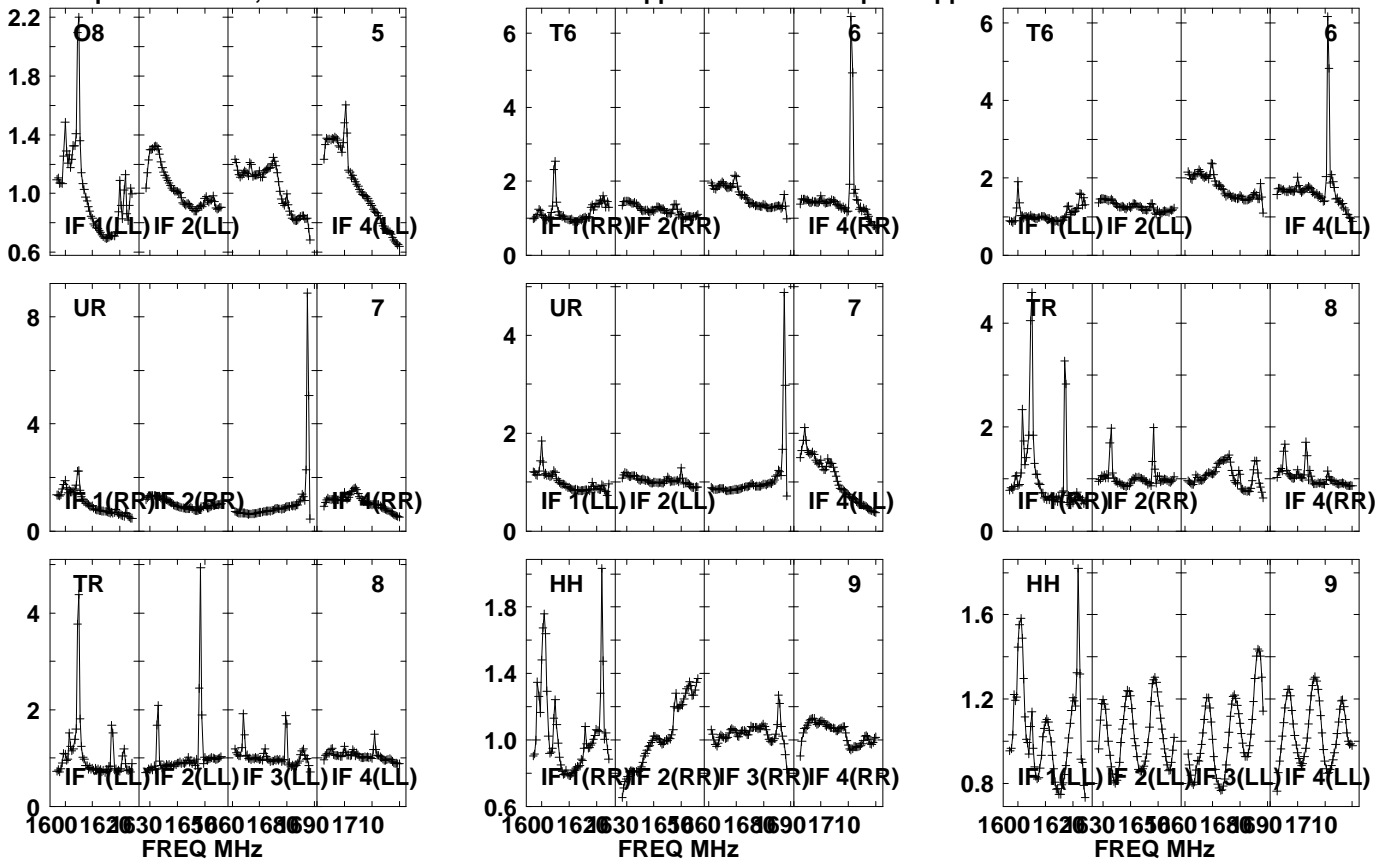 2.2 O8 5 6 T6 6 6 T6 6
1.8 4 4
1.4
1.0 2 2
IF 1(LL) IF 2(LL) IF 4(LL) IF 1(RR) IF 2(RR) IF 4(RR) IF 1(LL) IF 2(LL) IF 4(LL)
0.6 0 0
UR 7 UR 7 TR 8
8 4 4
4 2 2
IF 1(RR) IF 2(RR) 4(RR) IF 1(LL) IF 2(LL) IF 4(LL) IF 1(RR) IF 2(RR) IF 4(RR)
0 0 0
TR 8 HH 9 HH 9
4 1.8 1.6
1.4 1.2
2 1.0
IF 1(LL) IF 2(LL) IF 3(LL) IF 4(LL) IF 1(RR) IF 2(RR) IF 3(RR) IF 4(RR) IF 1(LL) IF 2(LL) IF 3(LL) IF 4(LL)
0 0.6 0.8
1600 1620 1630 1650 1660 1680 1690 1710 1600 1620 1630 1650 1660 1680 1690 1710
FREQ MHz FREQ MHz